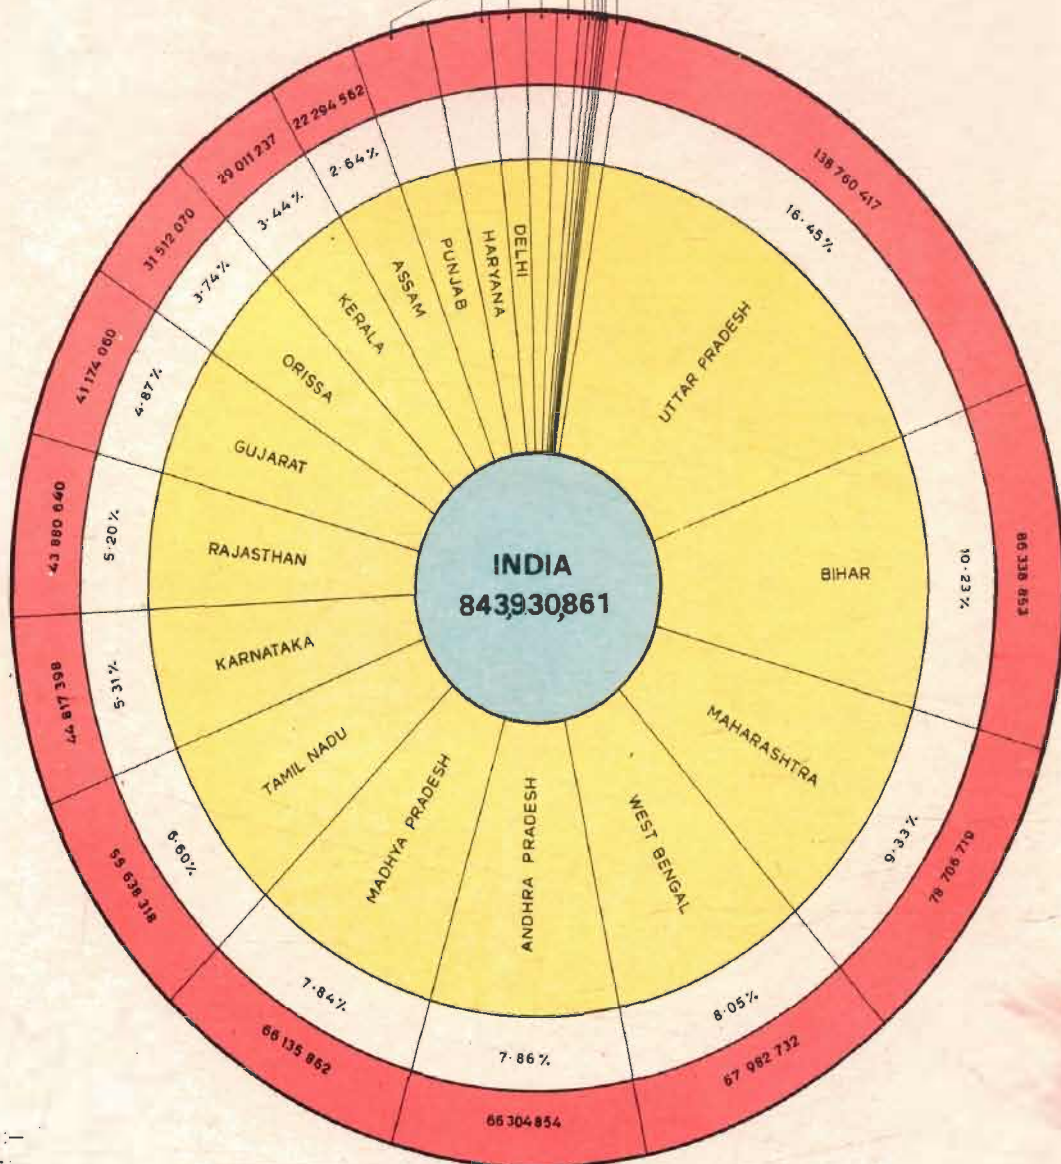 INDIA
843,930,861
UTTAR PRADESH
16·45%
138 760 417
BIHAR
10·23%
86 338 853
MAHARASHTRA
9·33%
78 706 719
WEST BENGAL
8·05%
67 982 732
ANDHRA PRADESH
7·86%
66 304 854
MADHYA PRADESH
7·84%
66 135 862
TAMIL NADU
6·60%
55 638 318
KARNATAKA
5·31%
44 817 398
RAJASTHAN
5·20%
43 880 640
GUJARAT
4·87%
41 174 060
ORISSA
3·74%
31 512 070
KERALA
3·44%
29 011 237
ASSAM
2·64%
22 294 562
PUNJAB
HARYANA
DELHI